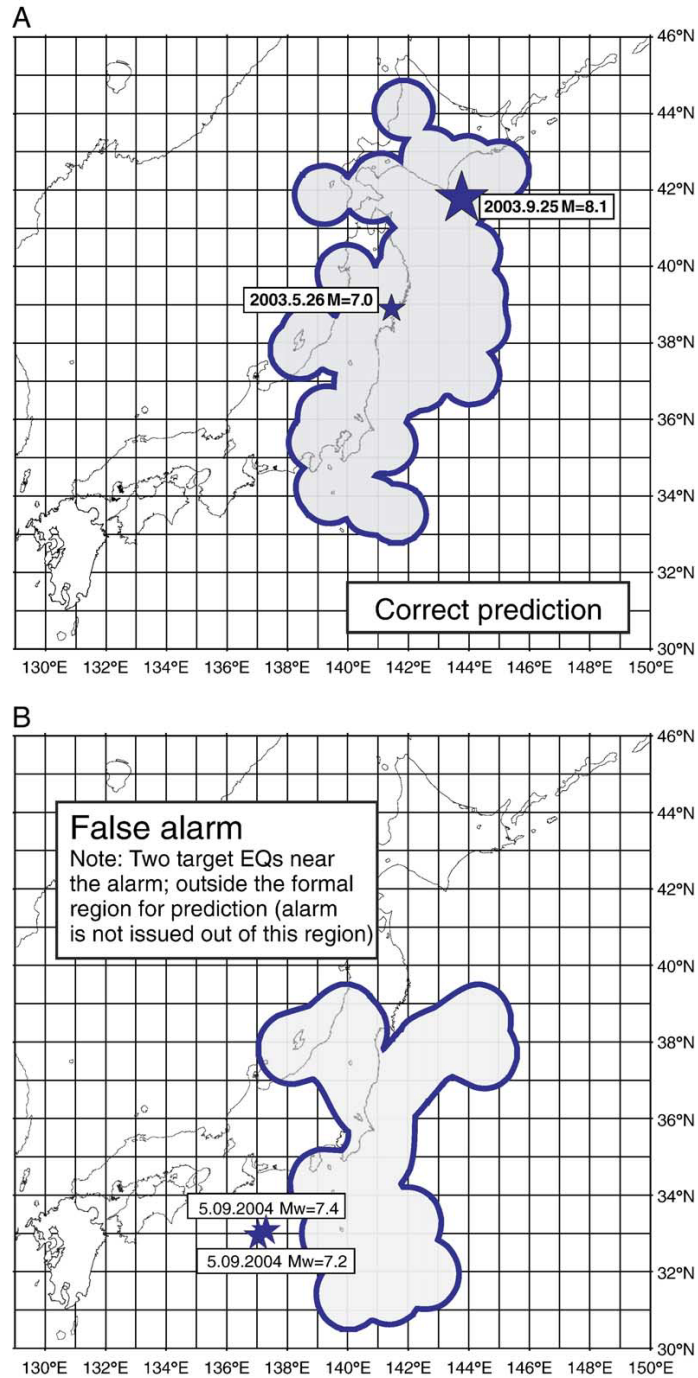 A
46°N
44°N
42°N
2003.9.25 M=8.1
40°N
2003.5.26 M=7.0
38°N
36°N
34°N
32°N
Correct prediction
30°N
130°E 132°E 134°E 136°E 138°E 140°E 142°E 144°E 146°E 148°E 150°E
B
46°N
44°N
False alarm
Note: Two target EQs near
the alarm; outside the formal
region for prediction (alarm
is not issued out of this region)
42°N
40°N
38°N
36°N
34°N
5.09.2004 Mw=7.4
5.09.2004 Mw=7.2
32°N
30°N
130°E 132°E 134°E 136°E 138°E 140°E 142°E 144°E 146°E 148°E 150°E